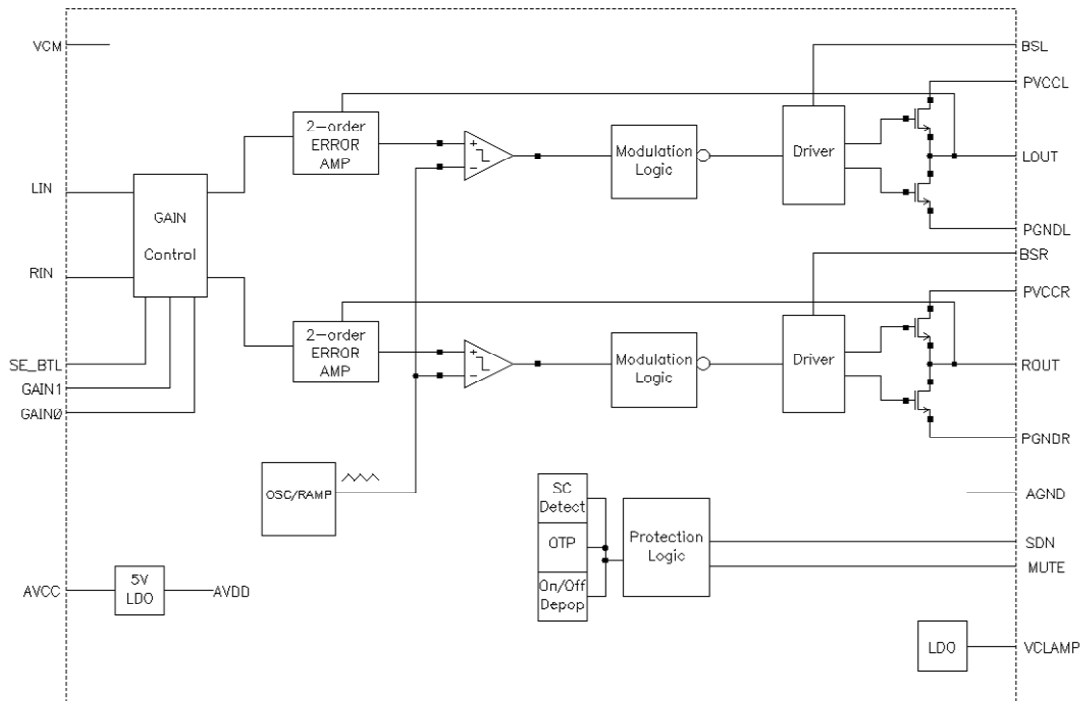 VCM
BSL
PVCCL
2-order
ERROR
AMP
+
-
Modulation
Logic
Driver
LOUT
LIN
GAIN
Control
PGNDL
BSR
RIN
PVCCR
2-order
ERROR
AMP
+
-
Modulation
Logic
Driver
ROUT
SE_BTL
GAIN1
GAIN0
PGNDR
OSC/RAMP
SC
Detect
OTP
On/Off
Depop
Protection
Logic
AGND
SDN
MUTE
AVCC
5V
LDO
AVDD
LDO
VCLAMP